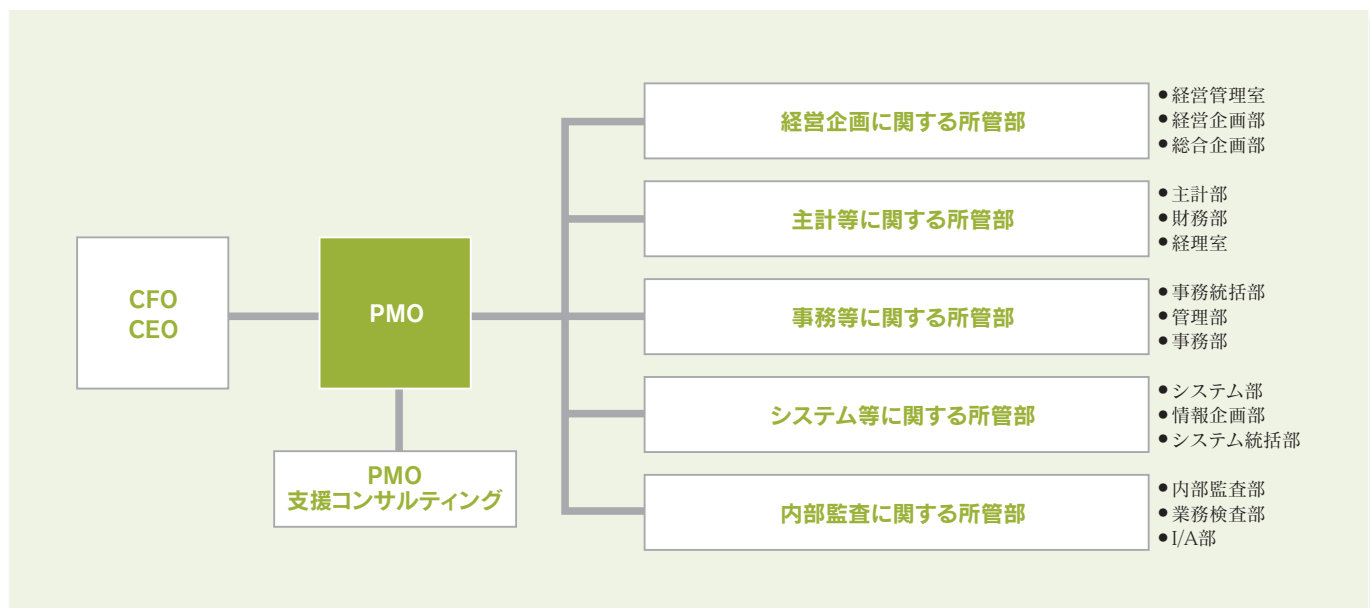 CFO
CEO
PMO
PMO
支援コンサルティング
経営企画に関する所管部
●経営管理室
●経営企画部
●総合企画部
主計等に関する所管部
●主計部
●財務部
●経理室
事務等に関する所管部
●事務統括部
●管理部
●事務部
システム等に関する所管部
●システム部
●情報企画部
●システム統括部
内部監査に関する所管部
●内部監査部
●業務検査部
●I/A部